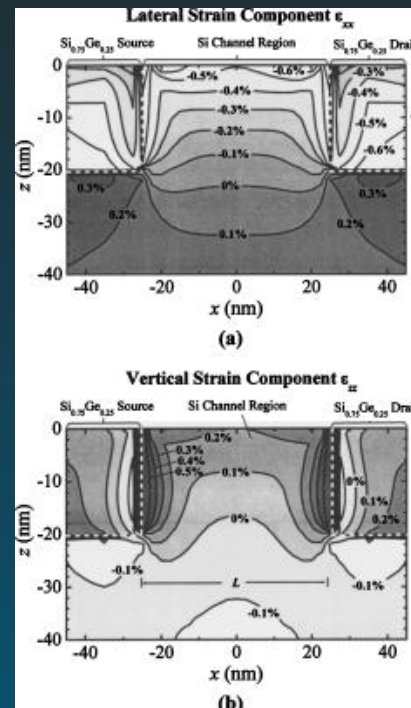 Lateral Strain Component εxx
Si0.75Ge0.25 Source Si Channel Region Si0.75Ge0.25 Drai
0
-10
-20
-30
-40
z (nm)
-0.5%
-0.6%
-0.3%
-0.4%
-0.4%
-0.3%
-0.5%
-0.2%
-0.6%
-0.1%
0.3%
0%
0.3%
0.2%
0.1%
0.2%
-40 -20 0 20 40
x (nm)
(a)
Vertical Strain Component εzz
Si0.75Ge0.25 Source Si Channel Region Si0.75Ge0.25 Drai
0
-10
-20
-30
-40
z (nm)
0.2%
0.3%
0.4%
0.5%
0.1%
0%
0%
0.1%
0.2%
-0.1%
-0.1%
L
-0.1%
-40 -20 0 20 40
x (nm)
(b)